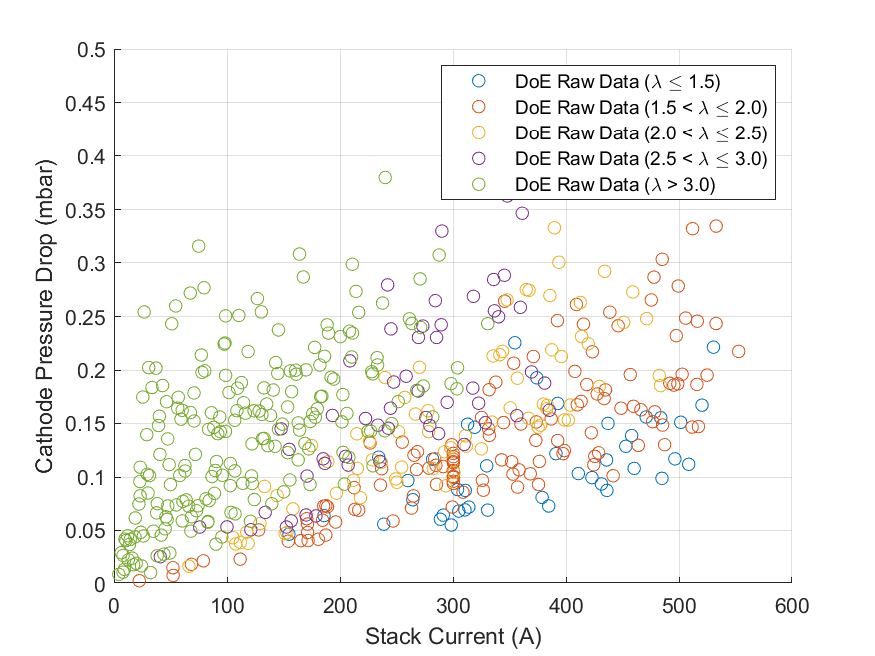 0.5
0.45
0.4
0.35
0.3
0.25
0.2
0.15
0.1
0.05
0
0 100 200 300 400 500 600
Cathode Pressure Drop (mbar)
Stack Current (A)
DoE Raw Data (λ ≤ 1.5)
DoE Raw Data (1.5 < λ ≤ 2.0)
DoE Raw Data (2.0 < λ ≤ 2.5)
DoE Raw Data (2.5 < λ ≤ 3.0)
DoE Raw Data (λ > 3.0)